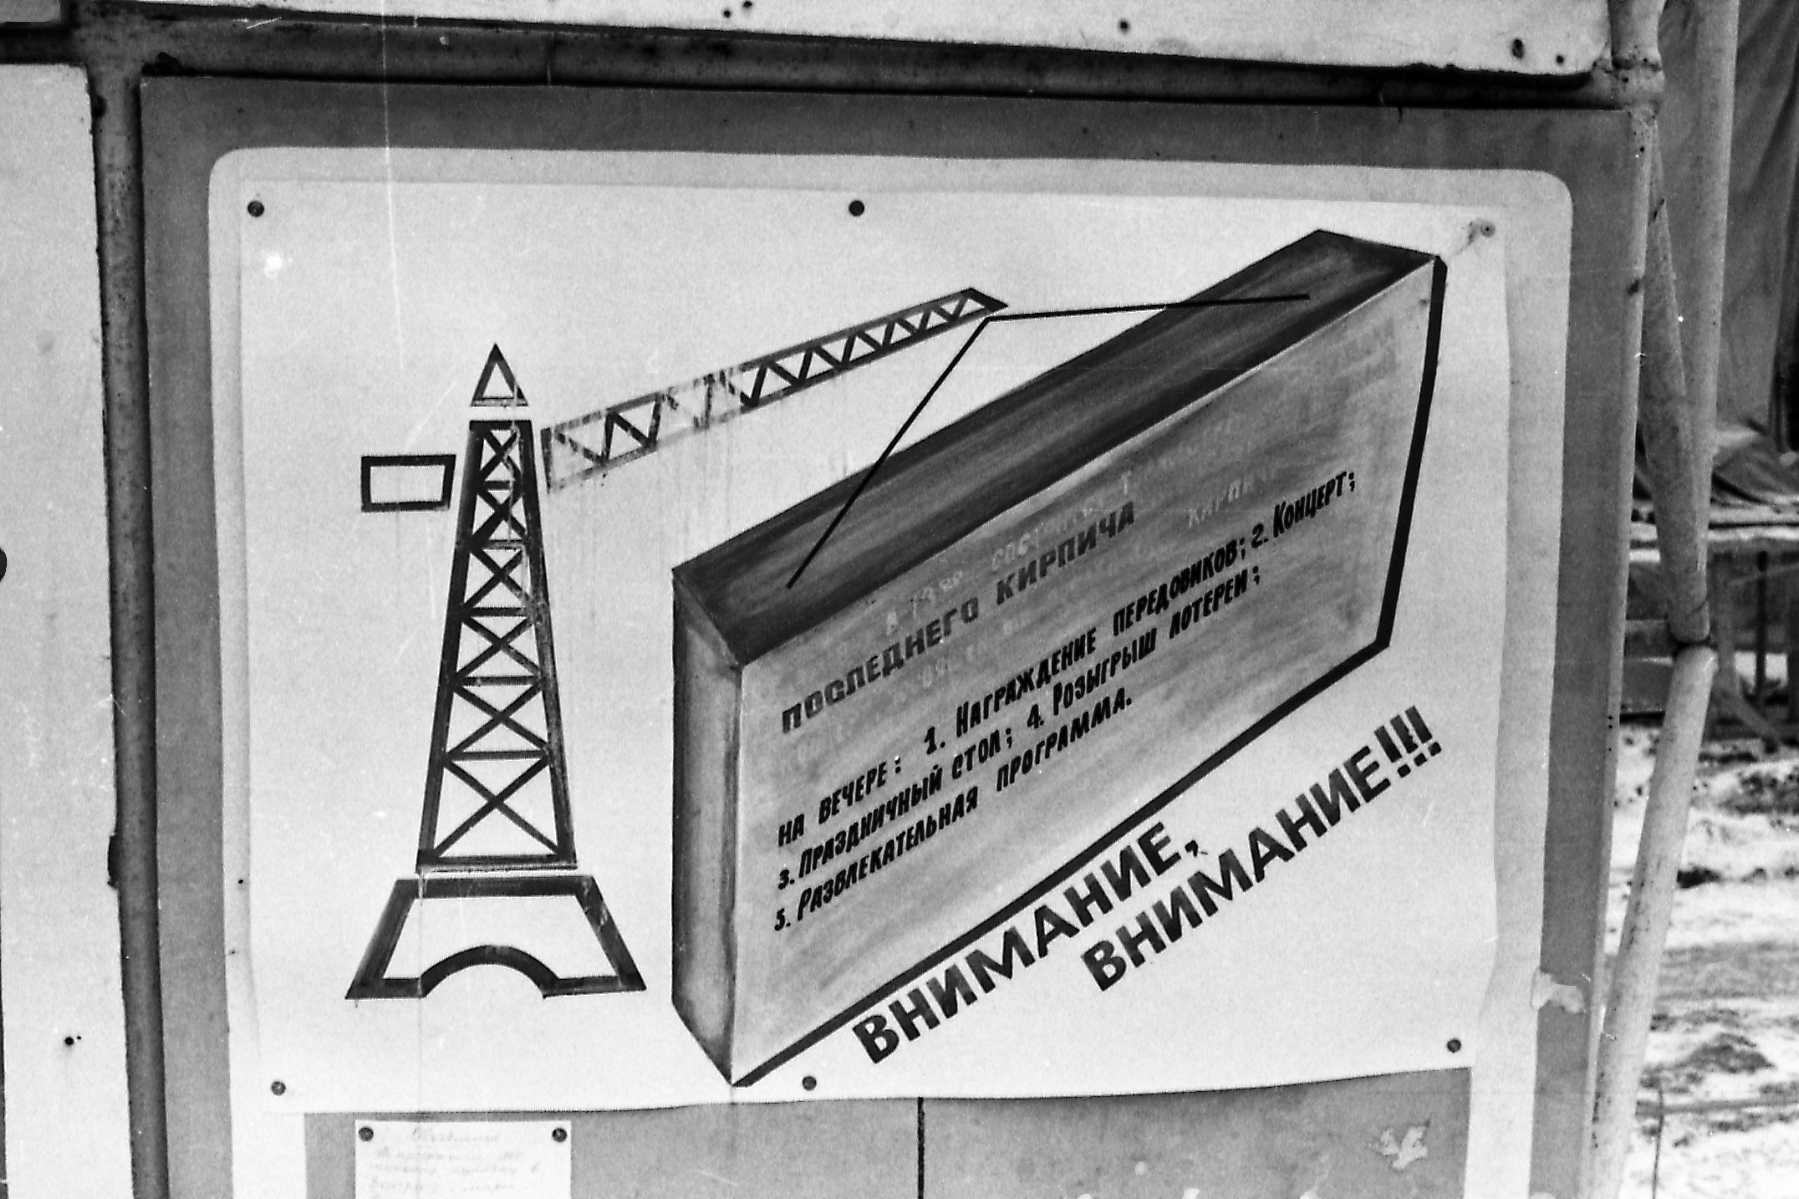 ПОСЛЕДНЕГО КИРПИЧА
НА ВЕЧЕРЕ: 1. НАГРАЖДЕНИЕ ПЕРЕДОВИКОВ; 2. КОНЦЕРТ;
3. ПРАЗДНИЧНЫЙ СТОЛ; 4. РОЗЫГРЫШ ЛОТЕРЕИ;
5. РАЗВЛЕКАТЕЛЬНАЯ ПРОГРАММА.
ВНИМАНИЕ,
ВНИМАНИЕ!!!